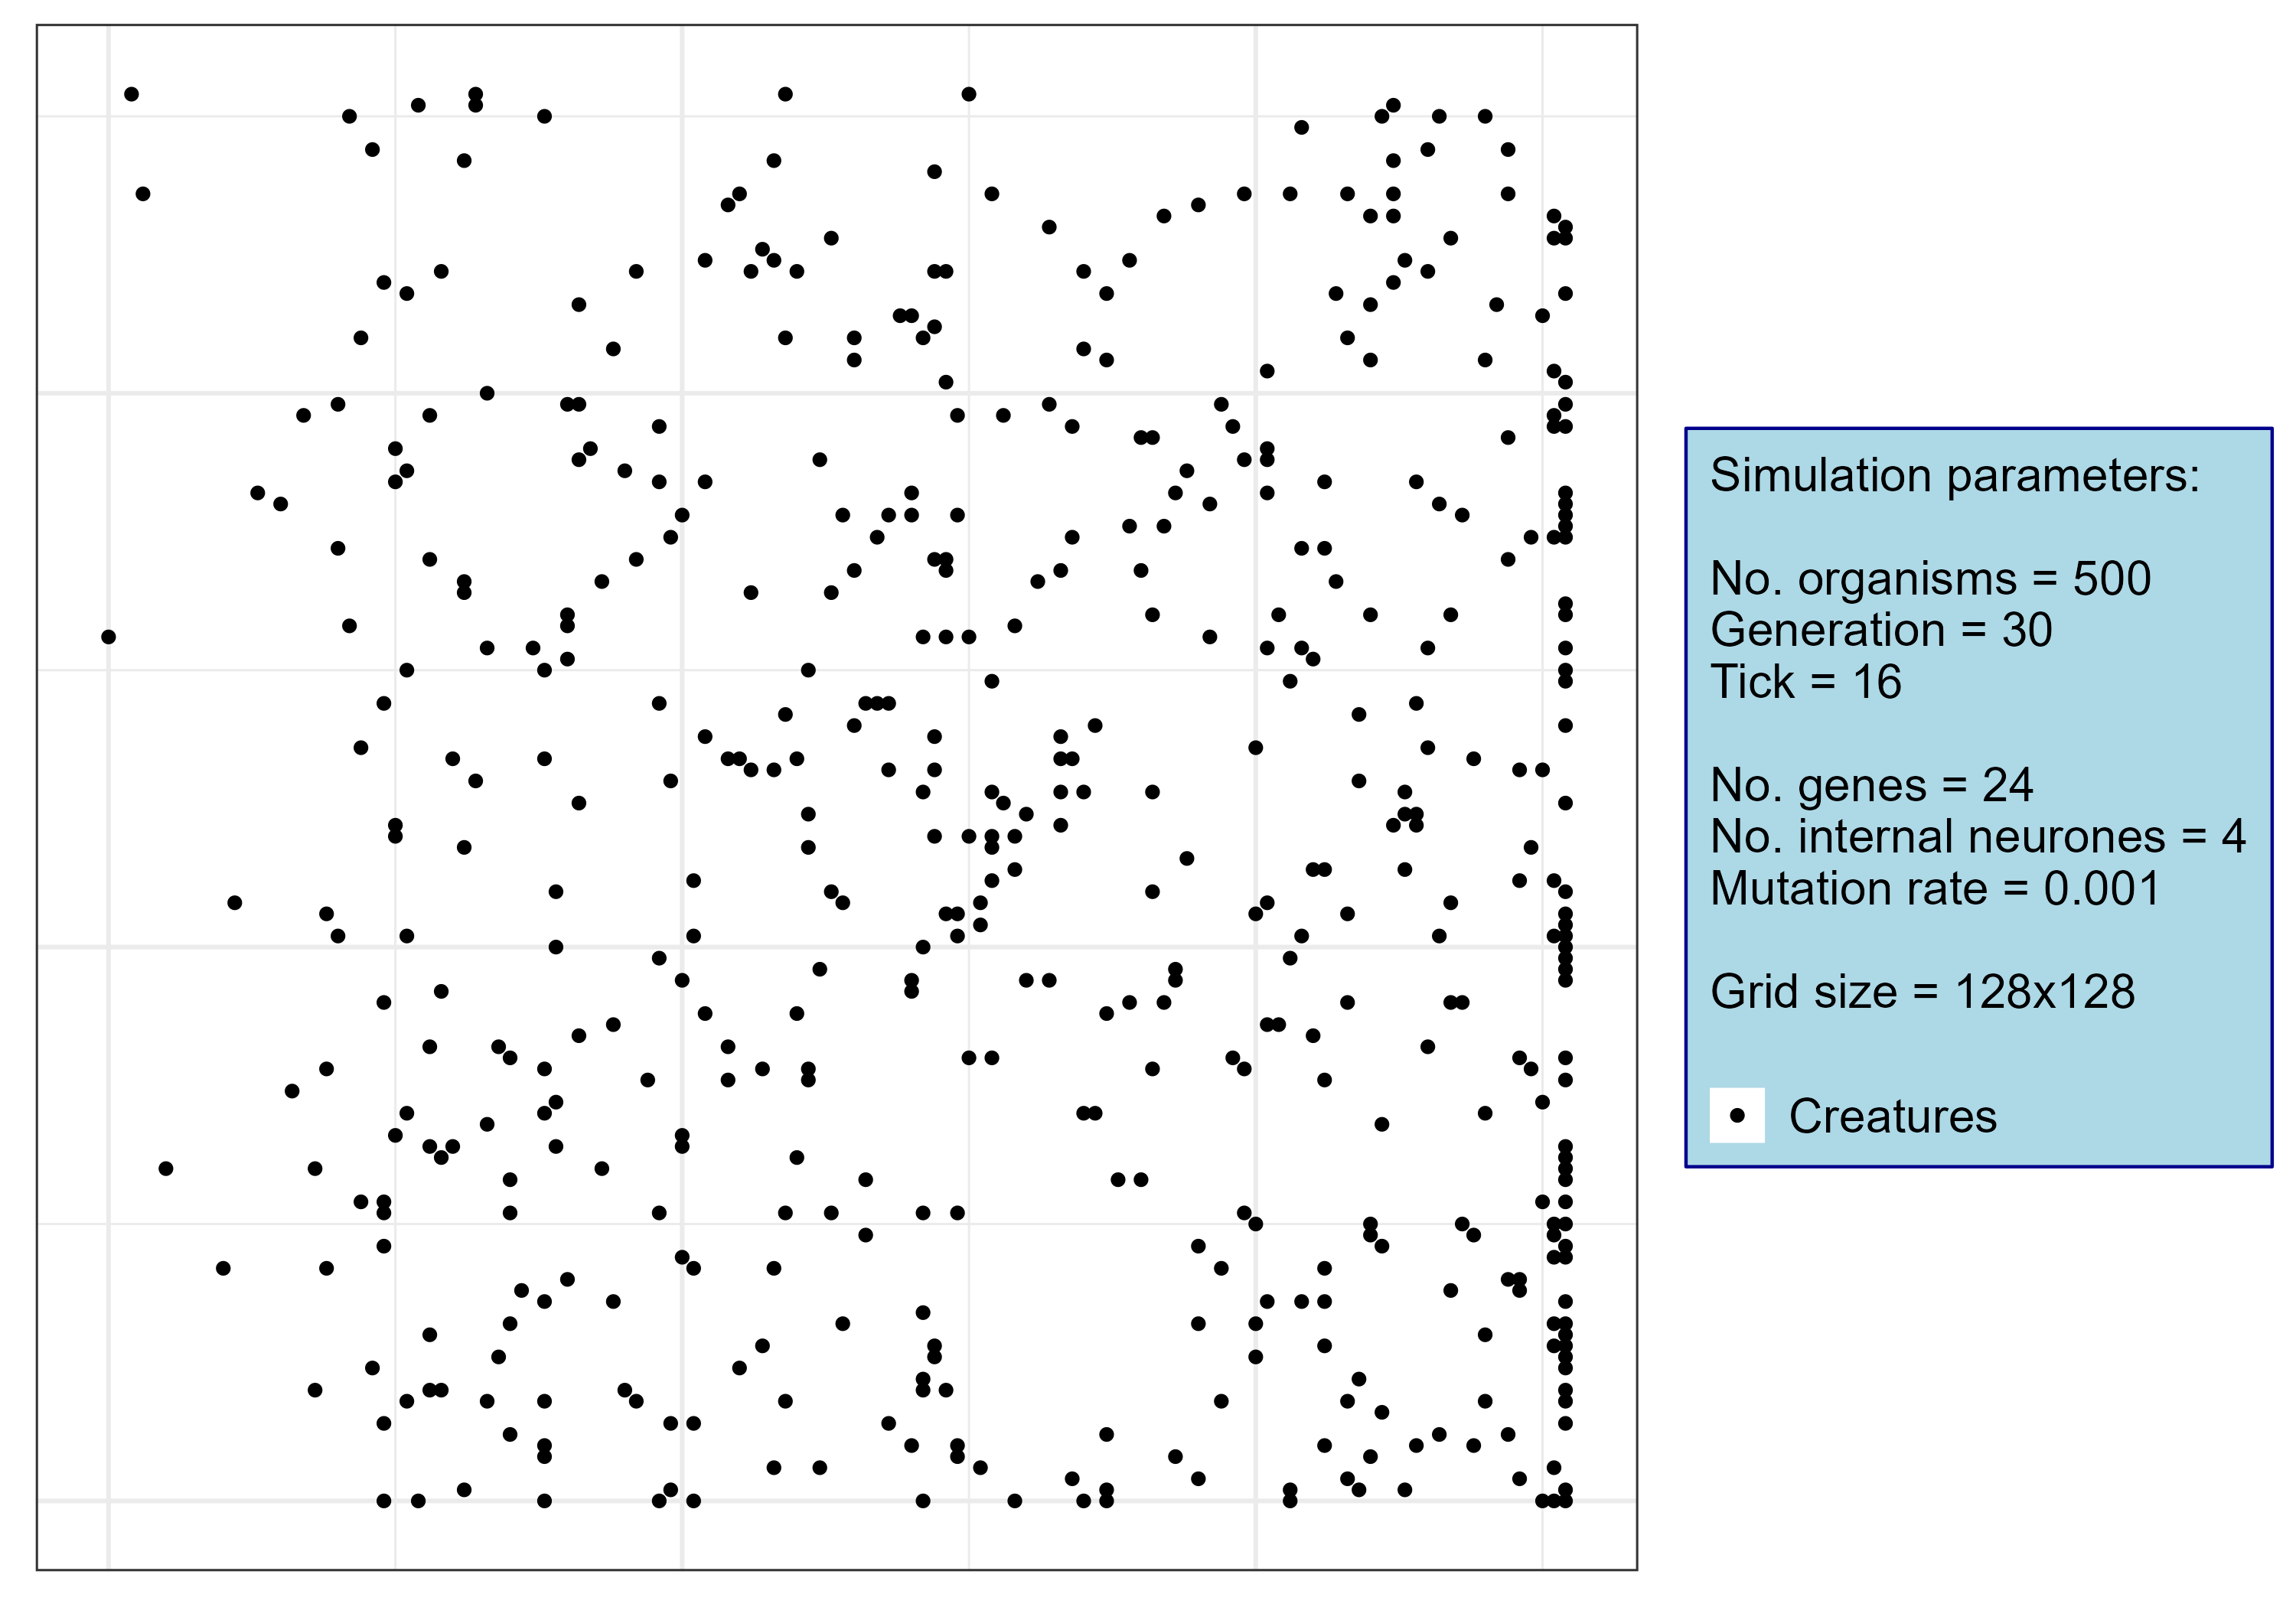 Simulation parameters:
No. organisms = 500
Generation = 30
Tick = 16
No. genes = 24
No. internal neurones = 4
Mutation rate = 0.001
Grid size = 128x128
Creatures